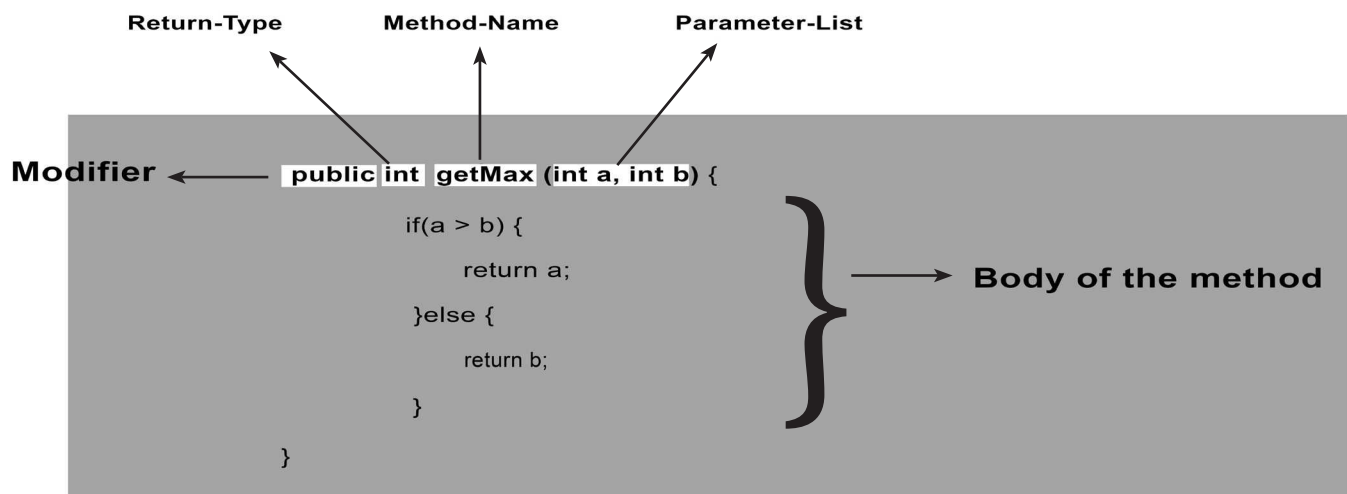 Return-Type Method-Name Parameter-List
Modifier public int getMax (int a, int b) {
if(a > b) {
return a;
Body of the method
}else {
return b;
}
}